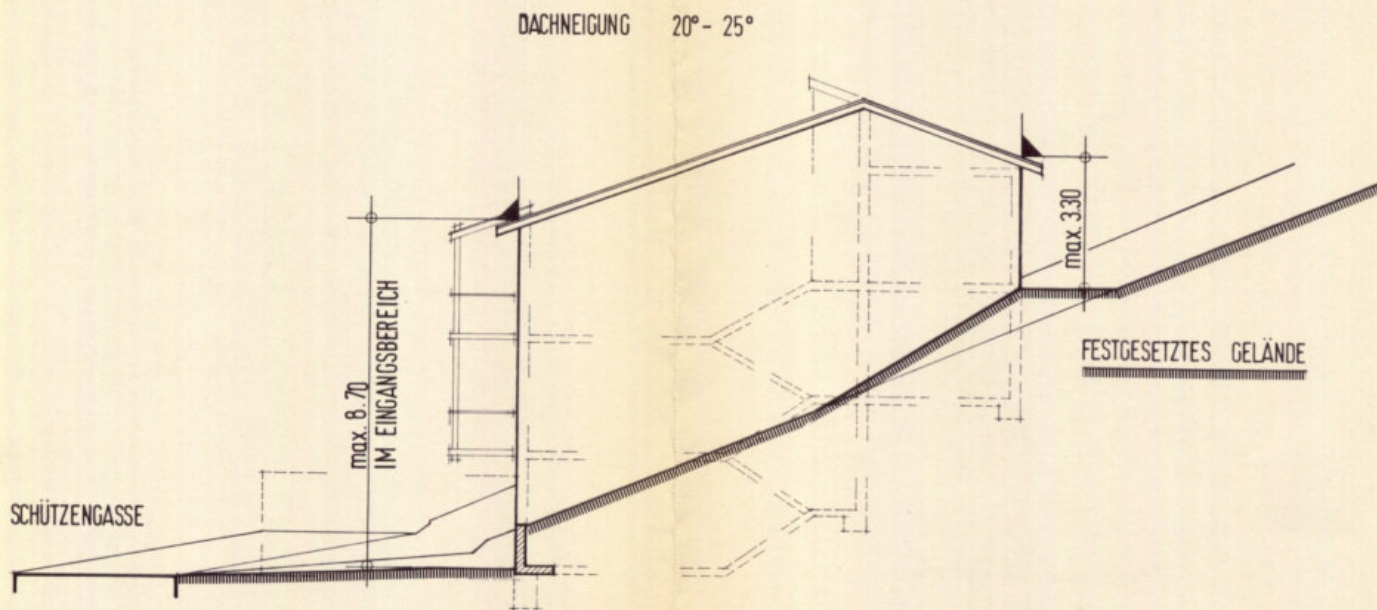 DACHNEIGUNG 20° - 25°
max. 8.70
IM EINGANGSBEREICH
max. 3.30
FESTGESETZTES GELÄNDE
SCHÜTZENGASSE